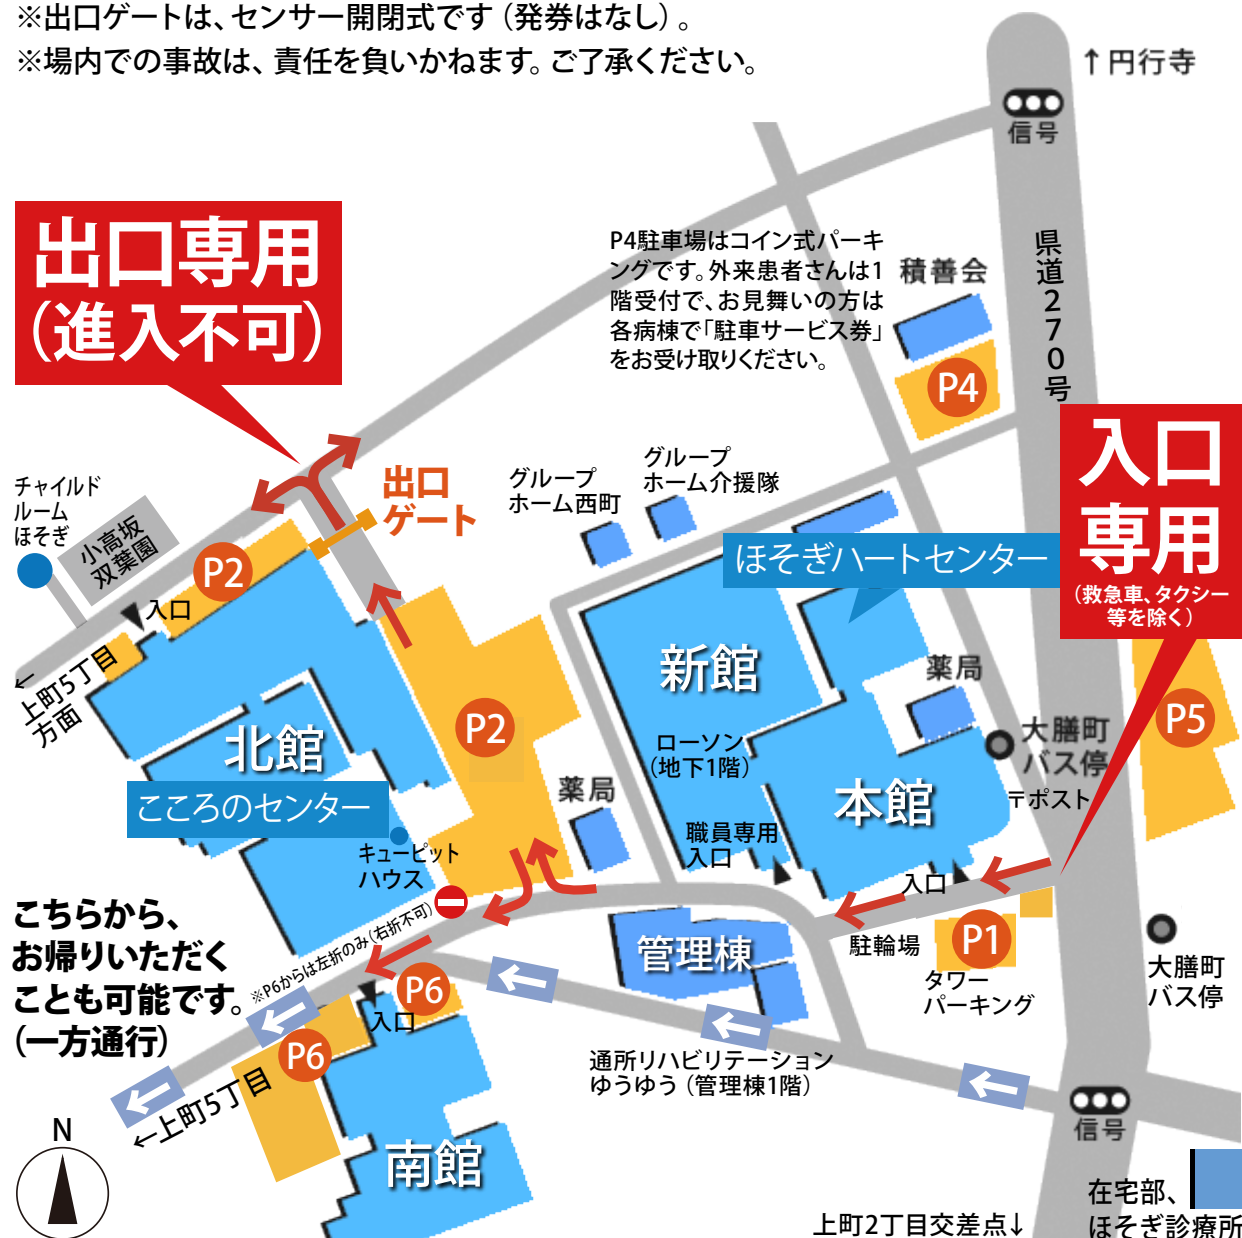 ※出口ゲートは、センサー開閉式です（発券はなし）。
※場内での事故は、責任を負いかねます。ご了承ください。
↑円行寺
信号
出口専用
（進入不可）
P4駐車場はコイン式パーキ
ングです。外来患者さんは1
階受付で、お見舞いの方は
各病棟で「駐車サービス券」
をお受け取りください。
積善会
県道270号
P4
入口
専用
（救急車、タクシー
等を除く）
チャイルド
ルーム
ほそぎ
小高坂
双葉園
出口
ゲート
グループ
ホーム西町
グループ
ホーム介援隊
P2
入口
ほそぎハートセンター
←上町5丁目
方面
新館
薬局
P2
P5
北館
ローソン
（地下1階）
大膳町
バス停
〒ポスト
こころのセンター
薬局
本館
キューピット
ハウス
職員専用
入口
入口
こちらから、
お帰りいただく
ことも可能です。
（一方通行）
※P6からは左折のみ（右折不可）
管理棟
駐輪場
P1
タワー
パーキング
大膳町
バス停
P6
入口
P6
通所リハビリテーション
ゆうゆう（管理棟1階）
←上町5丁目
信号
N
南館
在宅部、
ほそぎ診療所
上町2丁目交差点↓